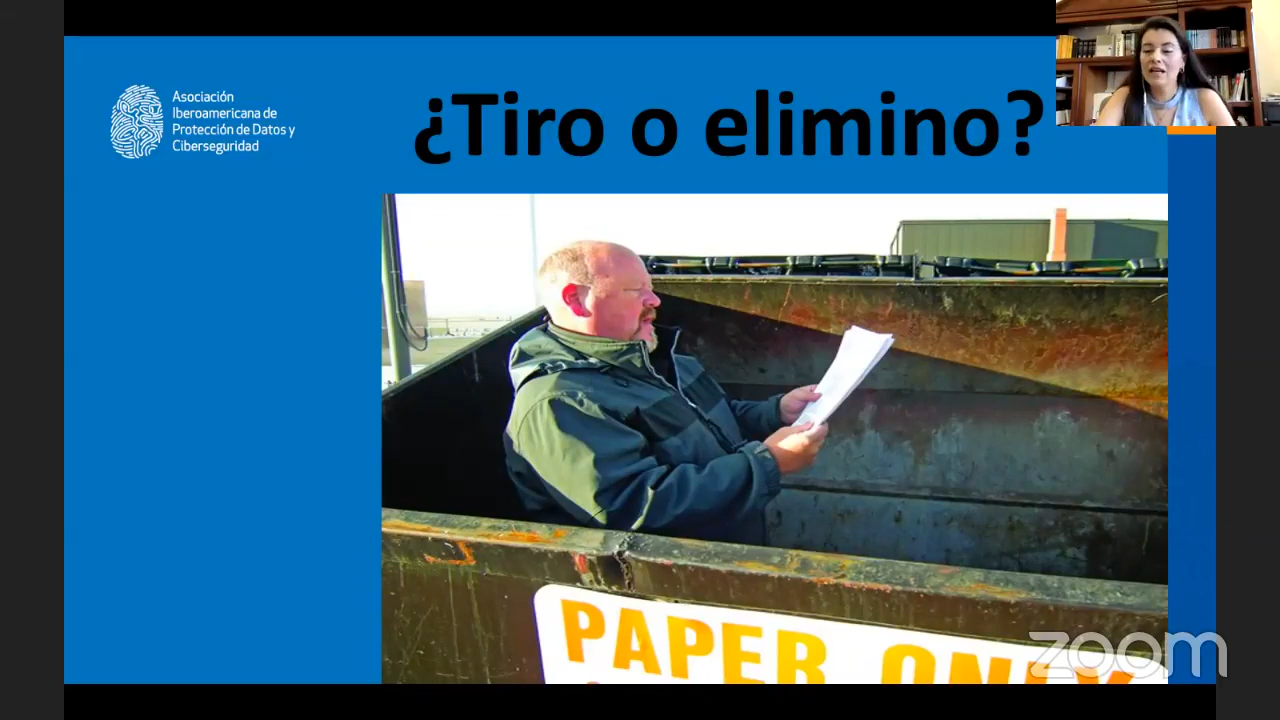 Asociación
Iberoamericana de
Protección de Datos y
Ciberseguridad
¿Tiro o elimino?
PAPER ONLY
zoom